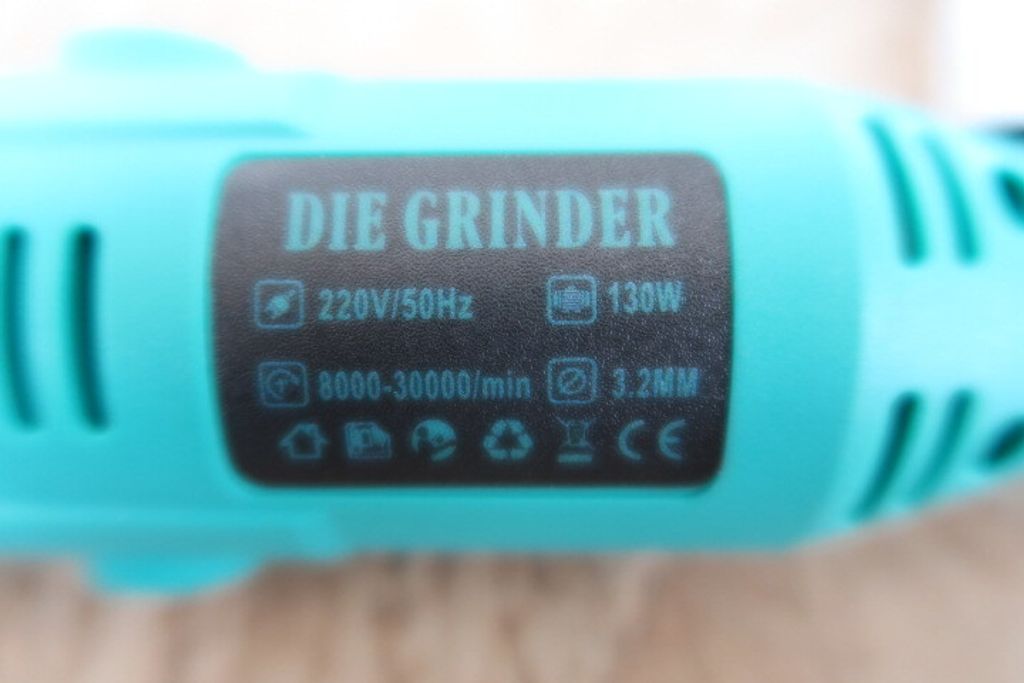 DIE GRINDER
220V/50Hz 130W
8000-30000/min 3.2MM
CE